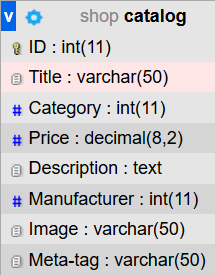 v shop catalog
ID : int(11)
Title : varchar(50)
# Category : int(11)
# Price : decimal(8,2)
Description : text
# Manufacturer : int(11)
Image : varchar(50)
Meta-tag : varchar(50)